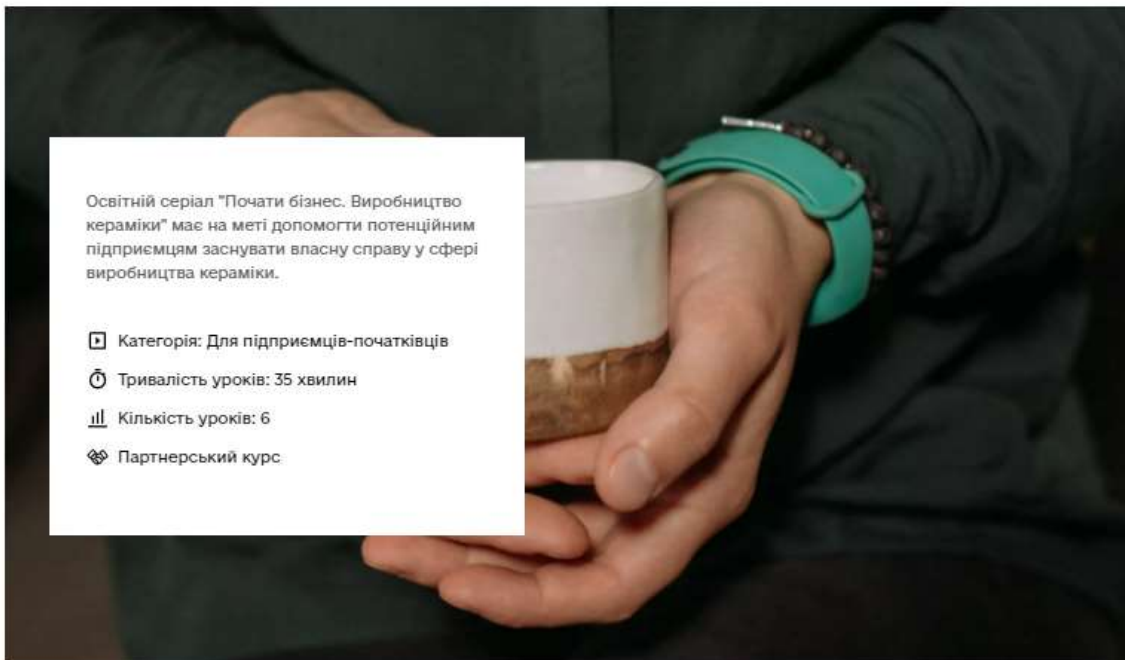 Освітній серіал "Почати бізнес. Виробництво
кераміки" має на меті допомогти потенційним
підприємцям заснувати власну справу у сфері
виробництва кераміки.
Категорія: Для підприємців-початківців
Тривалість уроків: 35 хвилин
Кількість уроків: 6
Партнерський курс